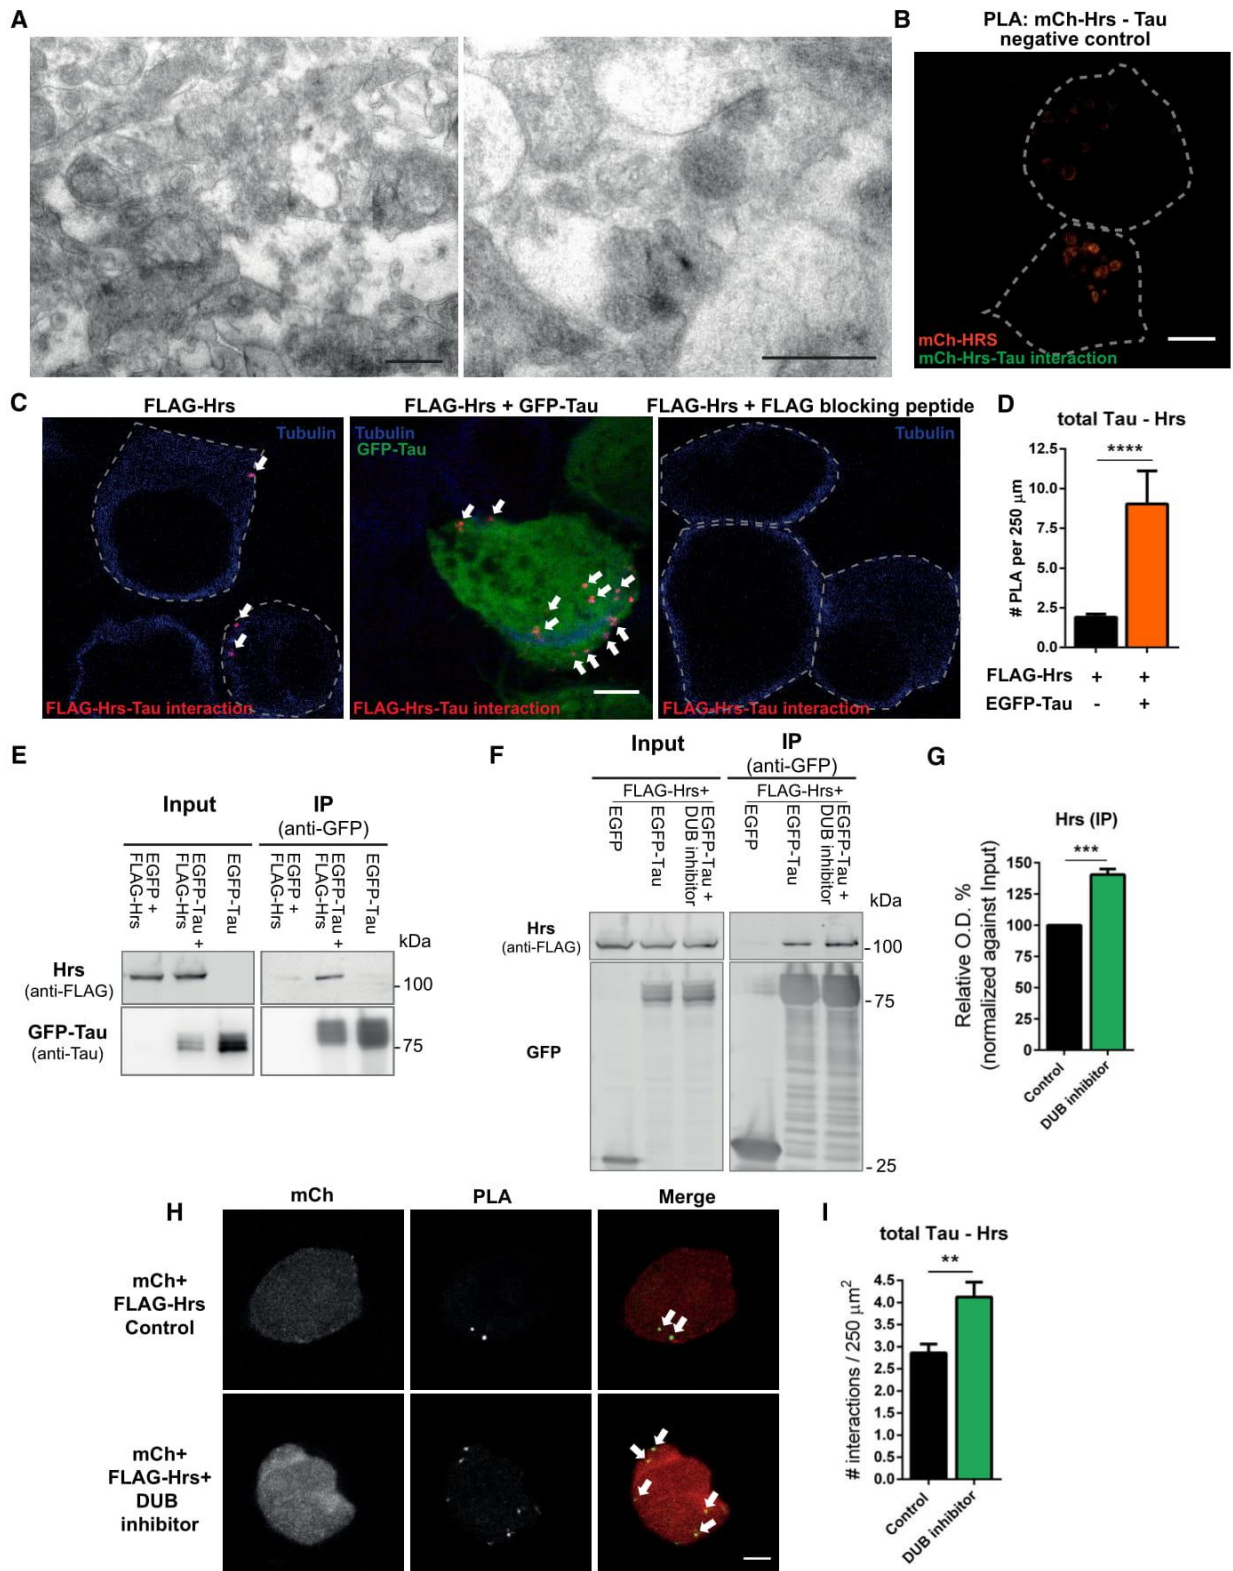 A
B
PLA: mCh-Hrs - Tau
negative control
mCh-HRS
mCh-Hrs-Tau interaction
C
FLAG-Hrs
Tubulin
FLAG-Hrs-Tau interaction
FLAG-Hrs + GFP-Tau
Tubulin
GFP-Tau
FLAG-Hrs-Tau interaction
FLAG-Hrs + FLAG blocking peptide
Tubulin
FLAG-Hrs-Tau interaction
D
total Tau - Hrs
****
# PLA per 250 μm
12.5
10.0
7.5
5.0
2.5
0.0
FLAG-Hrs + +
EGFP-Tau - +
E
Input
IP
(anti-GFP)
EGFP +
FLAG-Hrs
EGFP-Tau +
FLAG-Hrs
EGFP-Tau
EGFP +
FLAG-Hrs
EGFP-Tau +
FLAG-Hrs
EGFP-Tau
kDa
Hrs
(anti-FLAG)
-100
GFP-Tau
(anti-Tau)
-75
F
Input
IP
(anti-GFP)
FLAG-Hrs+
FLAG-Hrs+
EGFP
EGFP-Tau
EGFP-Tau +
DUB inhibitor
EGFP
EGFP-Tau
EGFP-Tau +
DUB inhibitor
kDa
Hrs
(anti-FLAG)
-100
-75
GFP
-25
G
Hrs (IP)
***
Relative O.D. %
(normalized against Input)
150
125
100
75
50
25
0
Control
DUB inhibitor
H
mCh
PLA
Merge
mCh+
FLAG-Hrs
Control
mCh+
FLAG-Hrs+
DUB
inhibitor
I
total Tau - Hrs
**
# interactions / 250 μm2
4.5
4.0
3.5
3.0
2.5
2.0
1.5
1.0
0.5
0.0
Control
DUB inhibitor